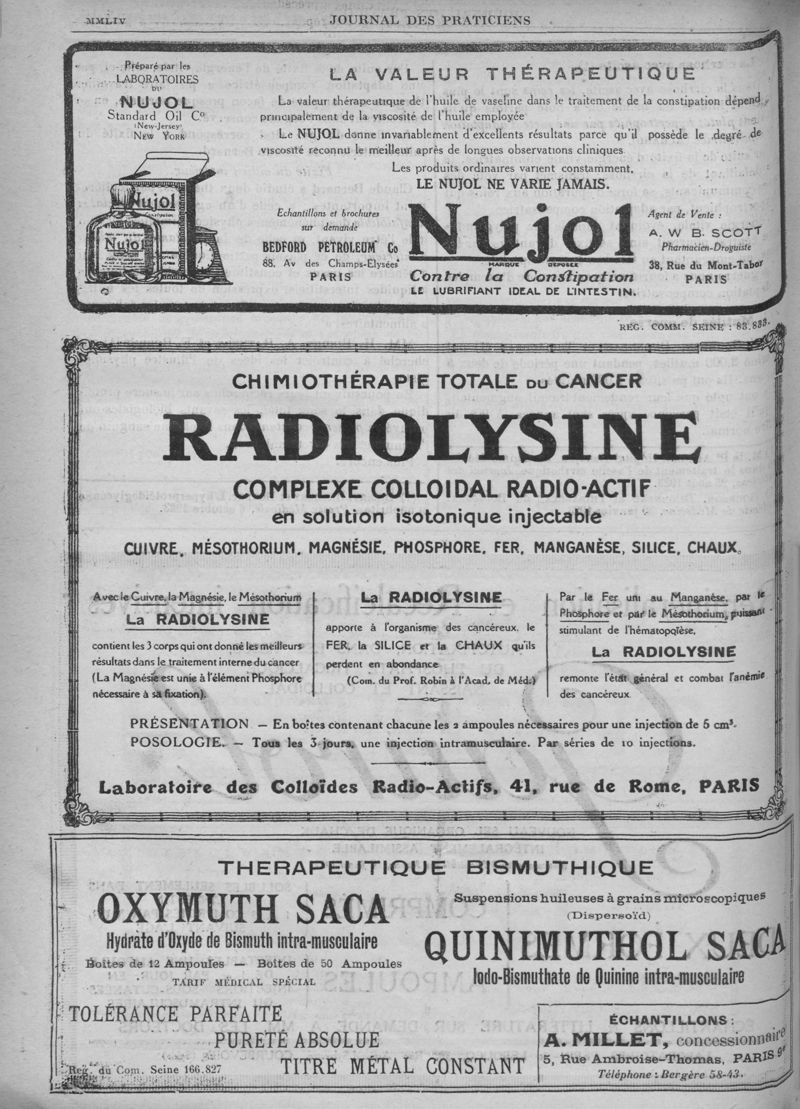 MMLIV
JOURNAL DES PRATICIENS
Préparé par les
LABORATOIRES
DU
NUJOL
Standard Oil Co
(New-Jersey)
NEW YORK
Nujol
Nujol
LA VALEUR THÉRAPEUTIQUE
La valeur thérapeutique de l'huile de vaseline dans le traitement de la constipation dépend
principalement de la viscosité de l'huile employée
Le NUJOL donne invariablement d'excellents résultats parce qu'il possède le degré de
viscosité reconnu le meilleur après de longues observations cliniques
Les produits ordinaires varient constamment,
LE NUJOL NE VARIE JAMAIS.
Echantillons et brochures
sur demande
BEDFORD PETROLEUM Co
88. Av des Champs-Elysées
PARIS
Nujol
MARQUE DÉPOSÉE
Contre la Constipation
LE LUBRIFIANT IDEAL DE L'INTESTIN.
Agent de Vente :
A. W B. SCOTT
Pharmacien-Droguiste
38, Rue du Mont-Tabor
PARIS
REG. COMM. SEINE : 83.833.
CHIMIOTHÉRAPIE TOTALE DU CANCER
RADIOLYSINE
COMPLEXE COLLOIDAL RADIO-ACTIF
en solution isotonique injectable
CUIVRE, MÉSOTHORIUM, MAGNÉSIE, PHOSPHORE, FER, MANGANÈSE, SILICE, CHAUX,
Avec le Cuivre, la Magnésie, le Mésothorium
La RADIOLYSINE
contient les 3 corps qui ont donné les meilleurs
résultats dans le traitement interne du cancer
(La Magnésie est unie à l'élément Phosphore
nécessaire à sa fixation).
La RADIOLYSINE
apporte à l'organisme des cancéreux, le
FER, la SILICE et la CHAUX qu'ils
perdent en abondance
(Com. du Prof. Robin à l'Acad, de Méd.)
Par le Fer uni au Manganèse, par le
Phosphore et par le Mésothorium, puissant
stimulant de l'hématopoïèse,
La RADIOLYSINE
remonte l'état général et combat l'anémie
des cancéreux.
PRÉSENTATION — En boîtes contenant chacune les 2 ampoules nécessaires pour une injection de 5 cm³.
POSOLOGIE. — Tous les 3 jours, une injection intramusculaire. Par séries de 10 injections.
Laboratoire des Colloïdes Radio-Actifs, 41, rue de Rome, PARIS
THERAPEUTIQUE BISMUTHIQUE
OXYMUTH SACA
Hydrate d'Oxyde de Bismuth intra-musculaire
Boîtes de 12 Ampoules — Boîtes de 50 Ampoules
TARIF MÉDICAL SPÉCIAL
Suspensions huileuses à grains microscopiques
(Dispersoïd)
QUINIMUTHOL SACA
Iodo-Bismuthate de Quinine intra-musculaire
TOLÉRANCE PARFAITE
PURETÉ ABSOLUE
TITRE MÉTAL CONSTANT
Reg. du Com. Seine 166.827
ÉCHANTILLONS :
A. MILLET, concessionnaire
5, Rue Ambroise-Thomas, PARIS 9e
Téléphone : Bergère 58-43.